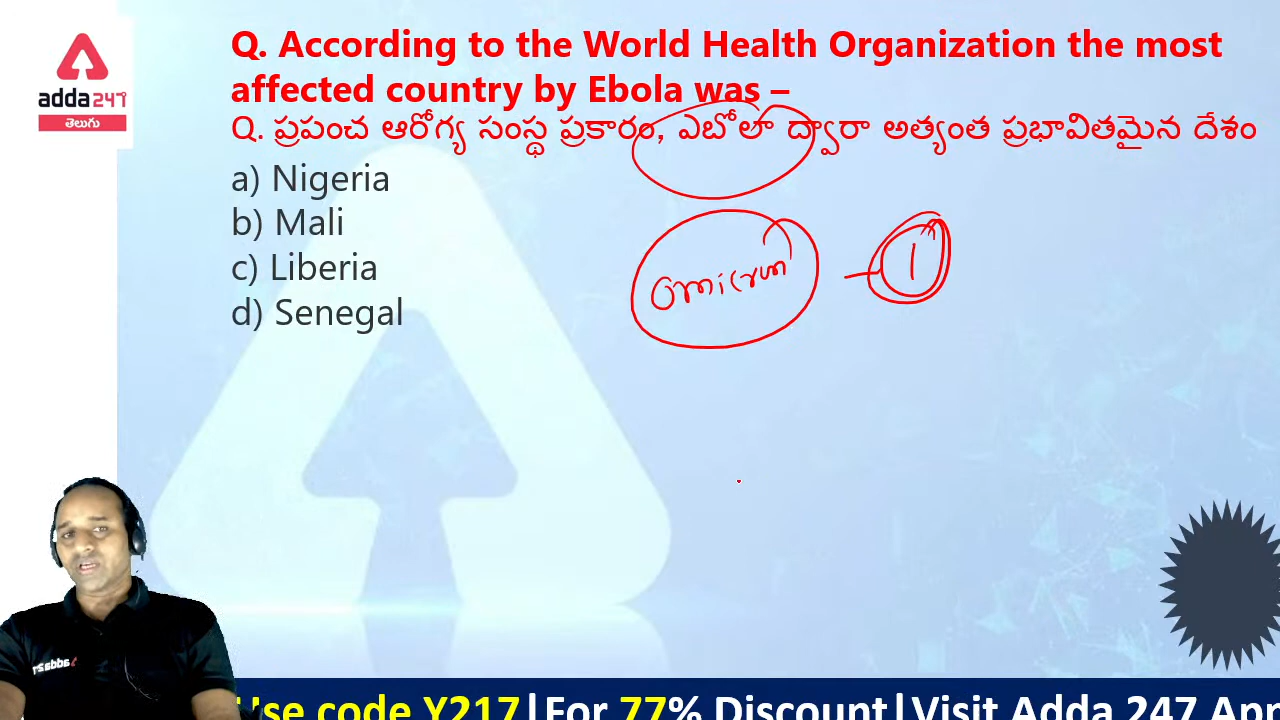 Q. According to the World Health Organization the most
affected country by Ebola was –
Q. ప్రపంచ ఆరోగ్య సంస్థ ప్రకారం, ఎబోలా ద్వారా అత్యంత ప్రభావితమైన దేశం
a) Nigeria
b) Mali
c) Liberia
d) Senegal
adda247
తెలుగు
omicron
1
Use code Y217|For 77% Discount|Visit Adda 247 App